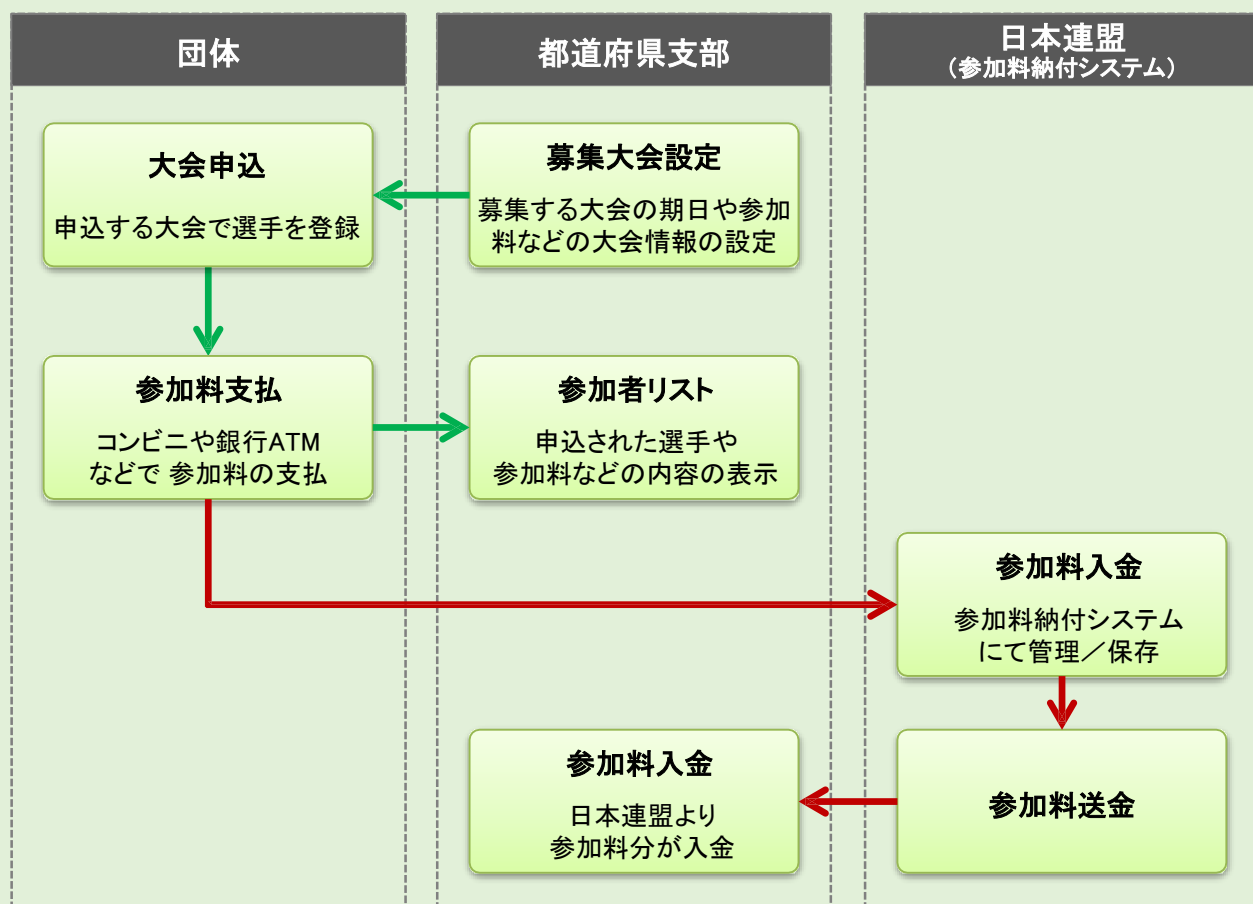 団体
都道府県支部
日本連盟
（参加料納付システム）
大会申込
申込する大会で選手を登録
募集大会設定
募集する大会の期日や参加
料などの大会情報の設定
参加料支払
コンビニや銀行ATM
などで 参加料の支払
参加者リスト
申込された選手や
参加料などの内容の表示
参加料入金
参加料納付システム
にて管理／保存
参加料入金
日本連盟より
参加料分が入金
参加料送金